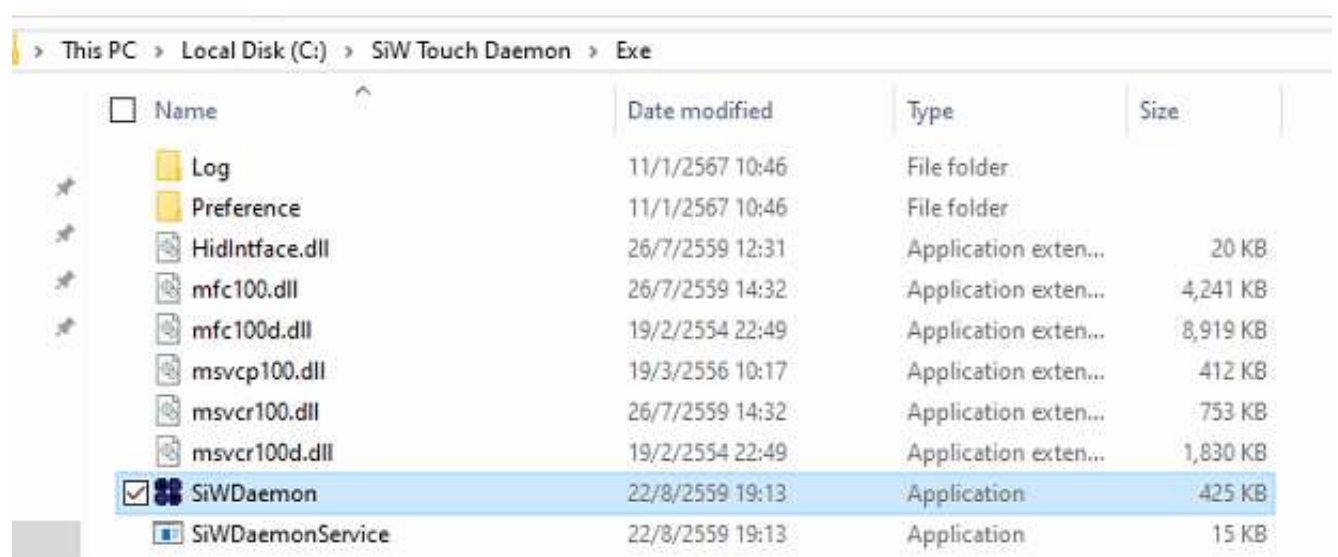 > This PC > Local Disk (C:) > SiW Touch Daemon > Exe
Name Date modified Type Size
Log 11/1/2567 10:46 File folder
Preference 11/1/2567 10:46 File folder
HidIntface.dll 26/7/2559 12:31 Application exten... 20 KB
mfc100.dll 26/7/2559 14:32 Application exten... 4,241 KB
mfc100d.dll 19/2/2554 22:49 Application exten... 8,919 KB
msvcp100.dll 19/3/2556 10:17 Application exten... 412 KB
msvcr100.dll 26/7/2559 14:32 Application exten... 753 KB
msvcr100d.dll 19/2/2554 22:49 Application exten... 1,830 KB
SiWDaemon 22/8/2559 19:13 Application 425 KB
SiWDaemonService 22/8/2559 19:13 Application 15 KB